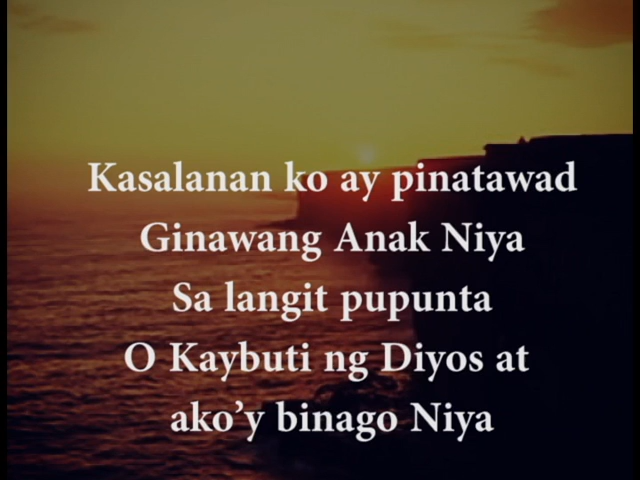 Kasalanan ko ay pinatawad
Ginawang Anak Niya
Sa langit pupunta
O Kaybuti ng Diyos at
ako’y binago Niya